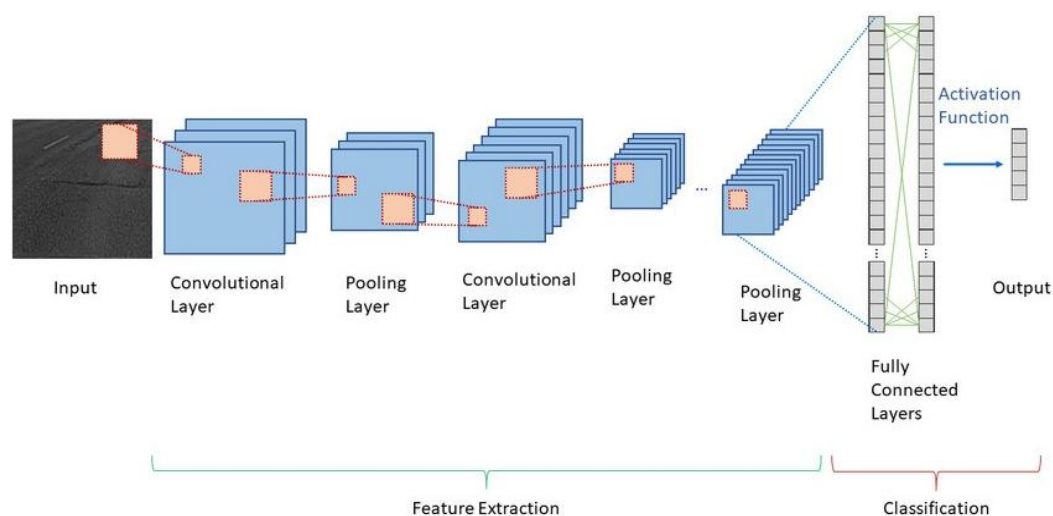 Activation
Function
Input
Convolutional
Layer
Pooling
Layer
Convolutional
Layer
Pooling
Layer
...
Pooling
Layer
Output
Fully
Connected
Layers
Feature Extraction
Classification